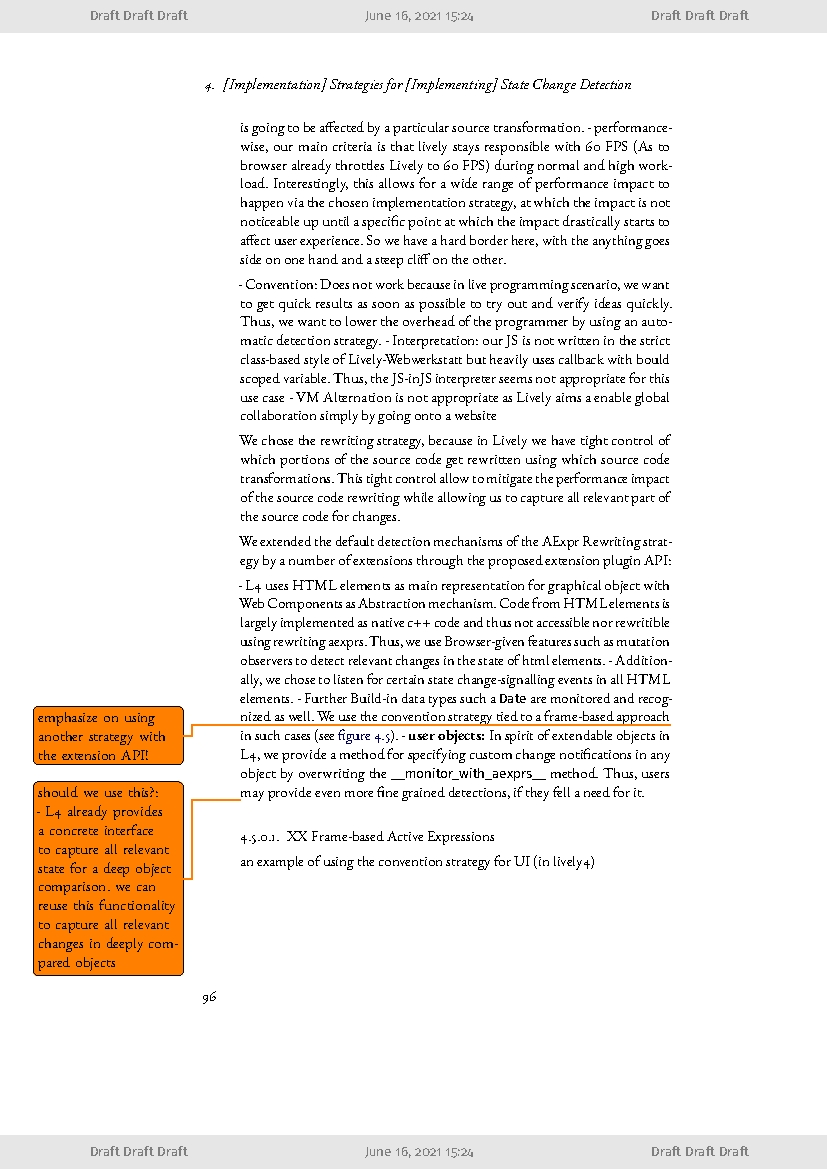 Draft Draft Draft June 16, 2021 15:24 Draft Draft Draft
4. [Implementation] Strategies for [Implementing] State Change Detection
is going to be affected by a particular source transformation. - performance-
wise, our main criteria is that lively stays responsible with 60 FPS (As to
browser already throttles Lively to 60 FPS) during normal and high work-
load. Interestingly, this allows for a wide range of performance impact to
happen via the chosen implementation strategy, at which the impact is not
noticeable up until a specific point at which the impact drastically starts to
affect user experience. So we have a hard border here, with the anything goes
side on one hand and a steep cliff on the other.
- Convention: Does not work because in live programming scenario, we want
to get quick results as soon as possible to try out and verify ideas quickly.
Thus, we want to lower the overhead of the programmer by using an auto-
matic detection strategy. - Interpretation: our JS is not written in the strict
class-based style of Lively-Webwerkstatt but heavily uses callback with bould
scoped variable. Thus, the JS-inJS interpreter seems not appropriate for this
use case - VM Alternation is not appropriate as Lively aims a enable global
collaboration simply by going onto a website
We chose the rewriting strategy, because in Lively we have tight control of
which portions of the source code get rewritten using which source code
transformations. This tight control allow to mitigate the performance impact
of the source code rewriting while allowing us to capture all relevant part of
the source code for changes.
We extended the default detection mechanisms of the AExpr Rewriting strat-
egy by a number of extensions through the proposed extension plugin API:
- L4 uses HTML elements as main representation for graphical object with
Web Components as Abstraction mechanism. Code from HTML elements is
largely implemented as native c++ code and thus not accessible nor rewritible
using rewriting aexprs. Thus, we use Browser-given features such as mutation
observers to detect relevant changes in the state of html elements. - Addition-
ally, we chose to listen for certain state change-signalling events in all HTML
elements. - Further Build-in data types such a Date are monitored and recog-
nized as well. We use the convention strategy tied to a frame-based approach
in such cases (see figure 4.5). - user objects: In spirit of extendable objects in
L4, we provide a method for specifying custom change notifications in any
object by overwriting the __monitor_with_aexprs__ method. Thus, users
may provide even more fine grained detections, if they fell a need for it.
emphasize on using
another strategy with
the extension API!
should we use this?:
- L4 already provides
a concrete interface
to capture all relevant
state for a deep object
comparison. we can
reuse this functionality
to capture all relevant
changes in deeply com-
pared objects
4.5.0.1. XX Frame-based Active Expressions
an example of using the convention strategy for UI (in lively4)
96
Draft Draft Draft June 16, 2021 15:24 Draft Draft Draft